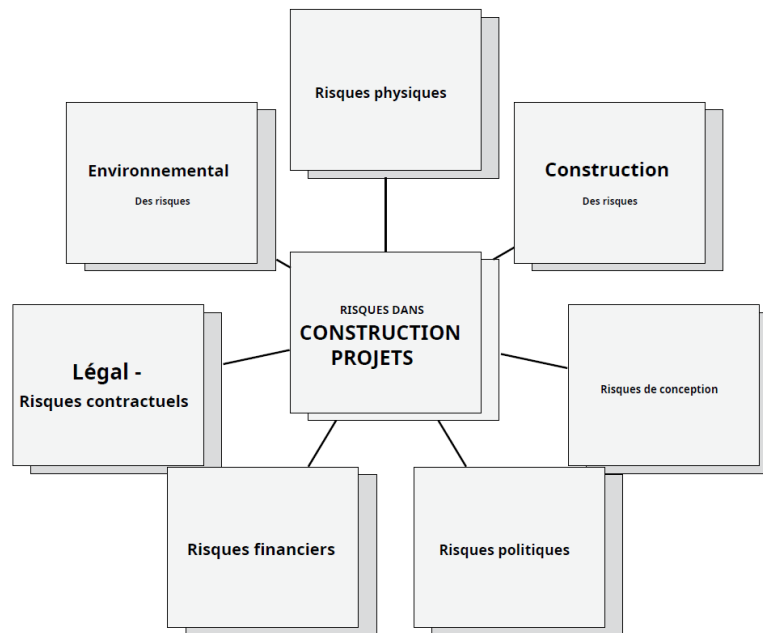 Risques physiques
Environnemental
Des risques
Construction
Des risques
RISQUES DANS
CONSTRUCTION
PROJETS
Légal -
Risques contractuels
Risques de conception
Risques financiers
Risques politiques